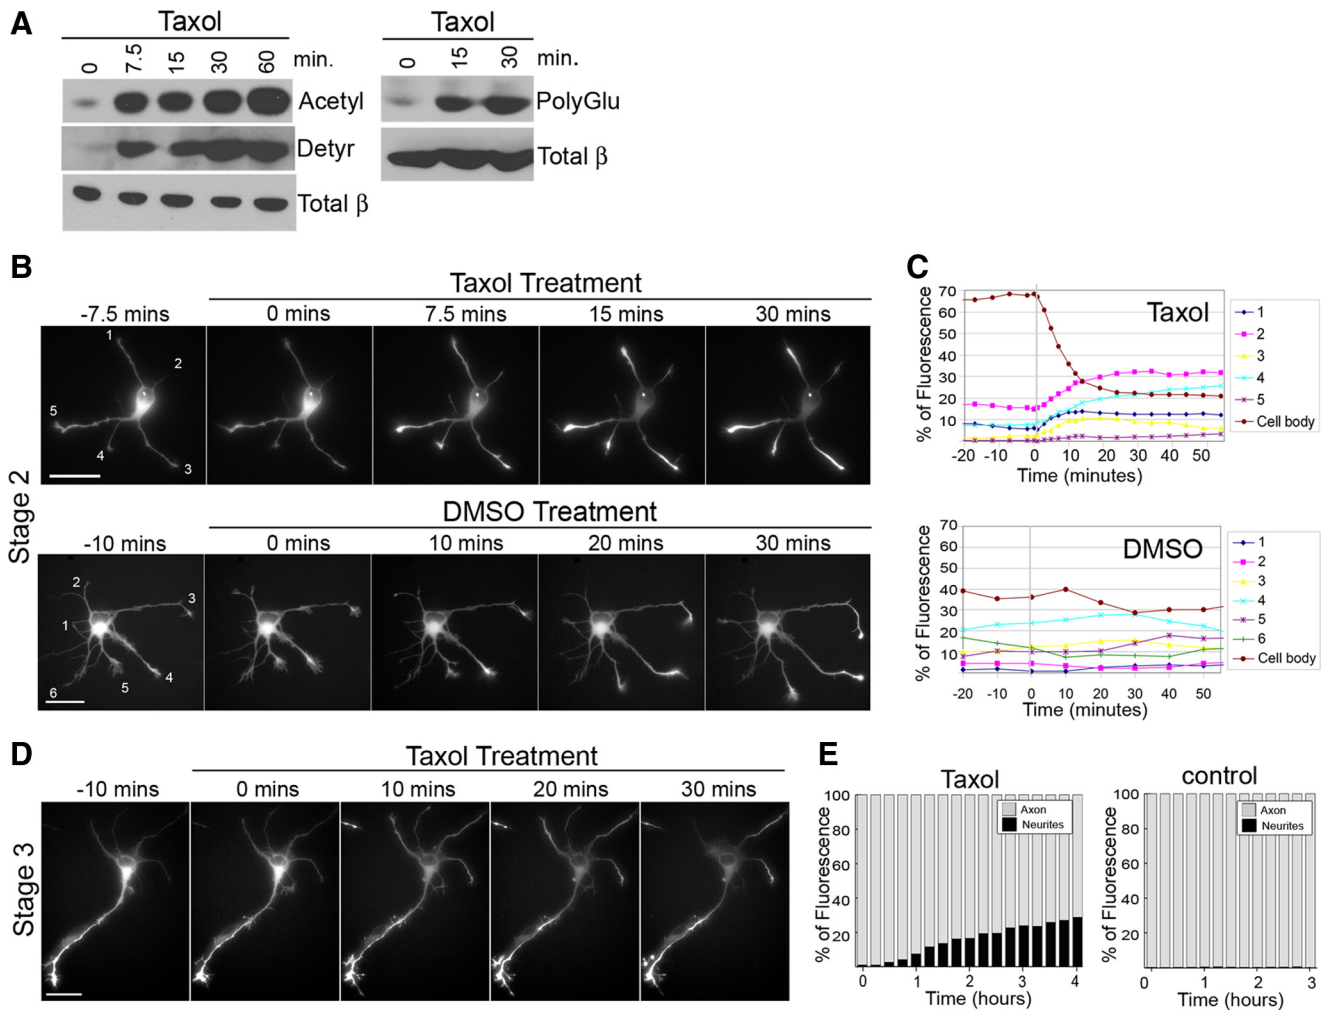 A
Taxol
0 7.5 15 30 60 min.
Acetyl
Detyr
Total β
Taxol
0 15 30 min.
PolyGlu
Total β
B
Stage 2
Taxol Treatment
-7.5 mins 0 mins 7.5 mins 15 mins 30 mins
1
2
5
4
3
DMSO Treatment
-10 mins 0 mins 10 mins 20 mins 30 mins
2
3
1
4
5
6
C
% of Fluorescence
70
60
50
40
30
20
10
Taxol
-20 -10 0 10 20 30 40 50
Time (minutes)
1
2
3
4
5
Cell body
% of Fluorescence
70
60
50
40
30
20
10
DMSO
-20 -10 0 10 20 30 40 50
Time (minutes)
1
2
3
4
5
6
Cell body
D
Stage 3
Taxol Treatment
-10 mins 0 mins 10 mins 20 mins 30 mins
E
Taxol
% of Fluorescence
100
80
60
40
20
Axon
Neurites
0 1 2 3 4
Time (hours)
control
% of Fluorescence
100
80
60
40
20
Axon
Neurites
0 1 2 3
Time (hours)